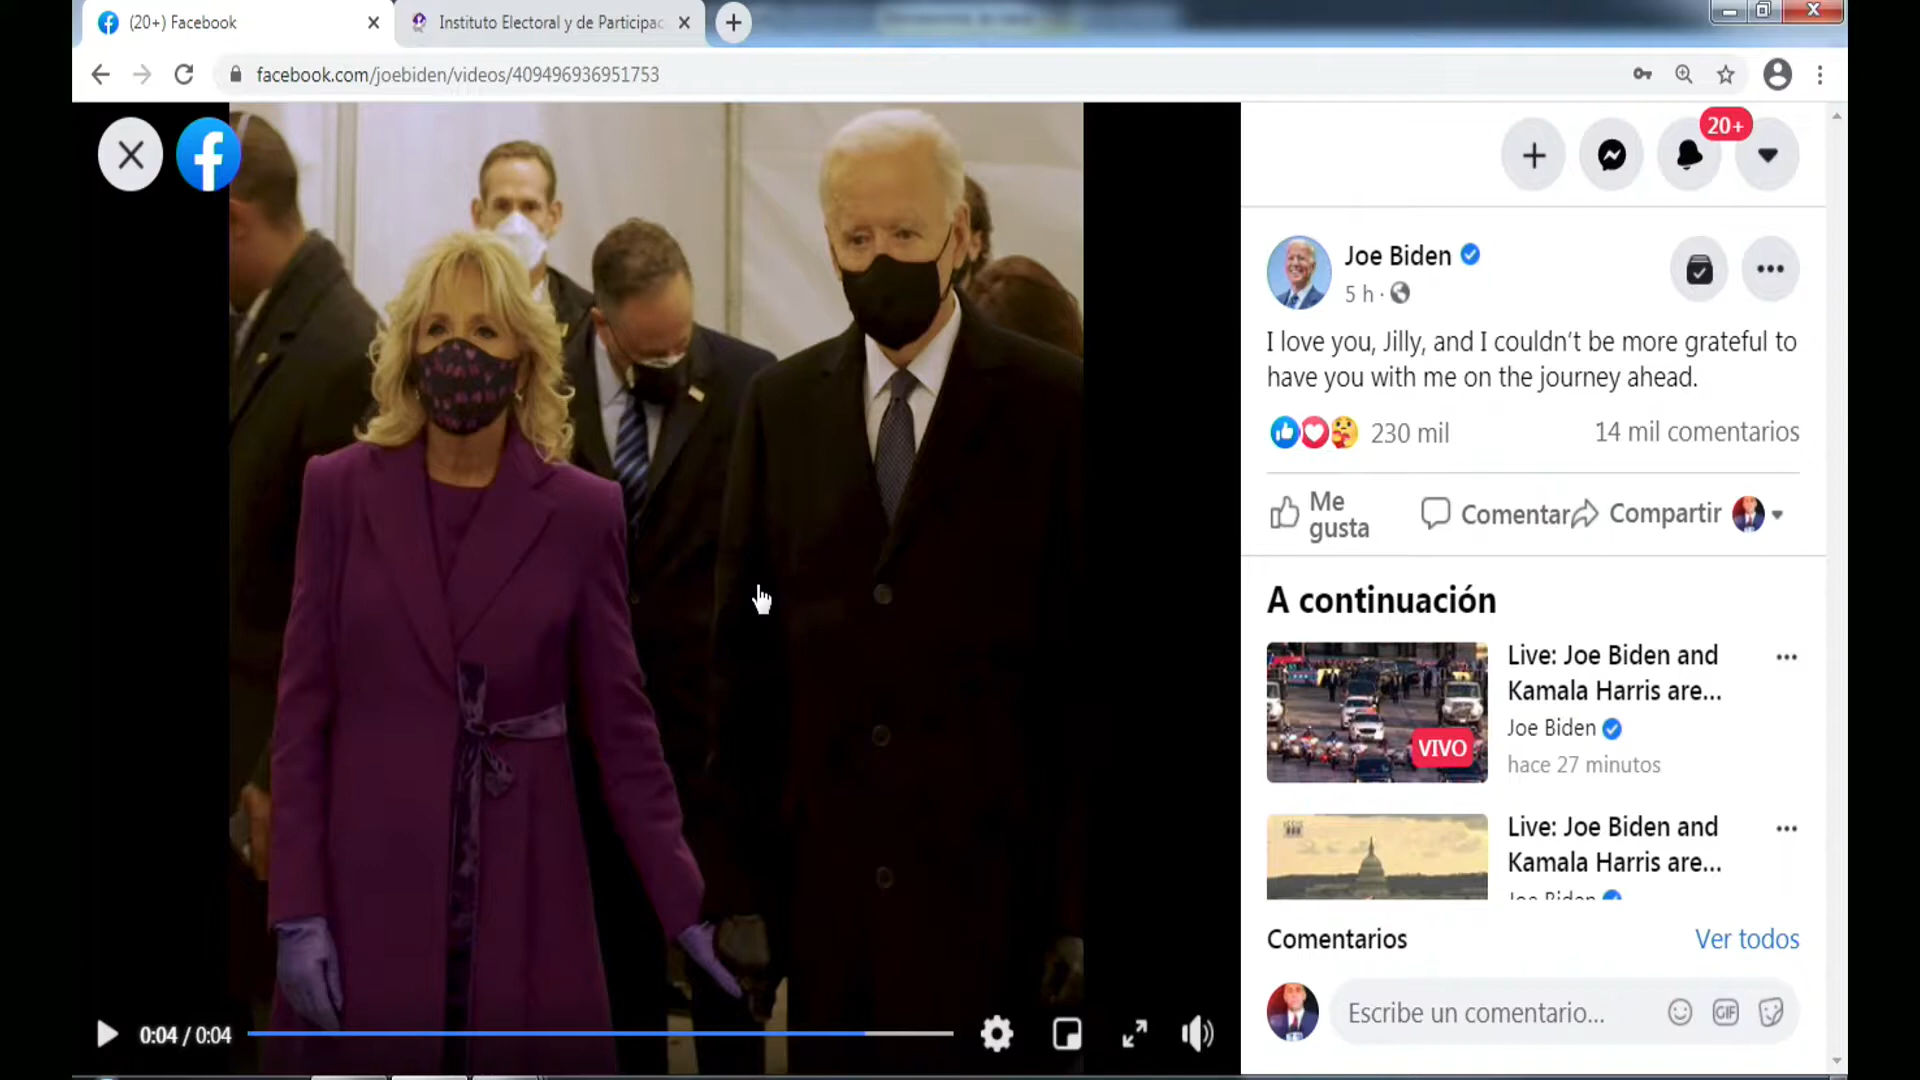 (20+) Facebook
Instituto Electoral y de Participac
facebook.com/joebiden/videos/409496936951753
20+
Joe Biden
5 h ·
I love you, Jilly, and I couldn't be more grateful to
have you with me on the journey ahead.
230 mil
14 mil comentarios
Me
gusta
Comentar
Compartir
A continuación
Live: Joe Biden and
Kamala Harris are...
Joe Biden
hace 27 minutos
VIVO
Live: Joe Biden and
Kamala Harris are...
Joe Biden
Comentarios
Ver todos
Escribe un comentario...
GIF
0:04 / 0:04